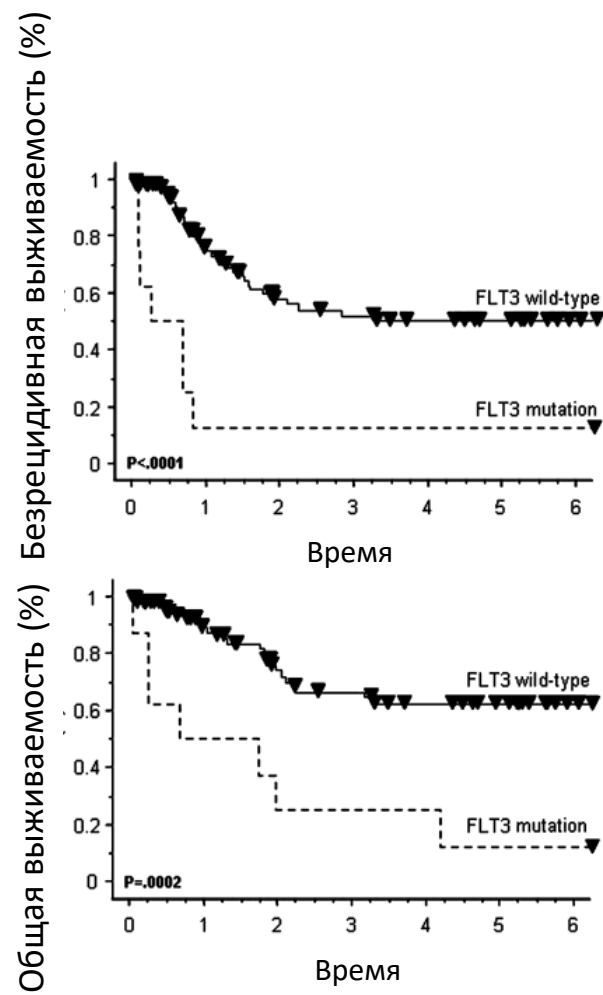 Безрецидивная выживаемость (%)
1
0.8
0.6
0.4
0.2
0
FLT3 wild-type
FLT3 mutation
P<.0001
0 1 2 3 4 5 6
Время
Общая выживаемость (%)
1
0.8
0.6
0.4
0.2
0
FLT3 wild-type
FLT3 mutation
P=.0002
0 1 2 3 4 5 6
Время